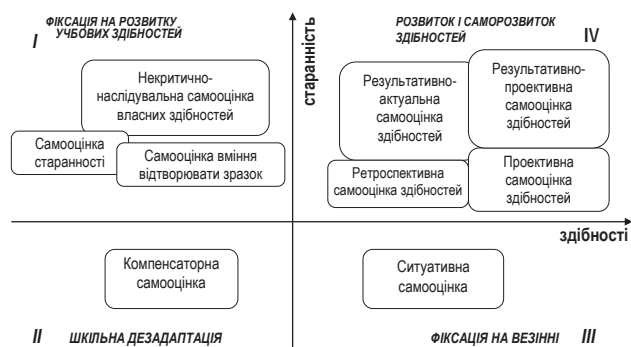 I
ФІКСАЦІЯ НА РОЗВИТКУ
УЧБОВИХ ЗДІБНОСТЕЙ
Некритично-
наслідувальна самооцінка
власних здібностей
Самооцінка
старанності
Самооцінка вміння
відтворювати зразок
старанність
РОЗВИТОК І САМОРОЗВИТОК
ЗДІБНОСТЕЙ
IV
Результативно-
актуальна
самооцінка
здібностей
Результативно-
проективна
самооцінка
здібностей
Ретроспективна
самооцінка здібностей
Проективна
самооцінка
здібностей
здібності
Компенсаторна
самооцінка
Ситуативна
самооцінка
II ШКІЛЬНА ДЕЗАДАПТАЦІЯ
ФІКСАЦІЯ НА ВЕЗІННІ III